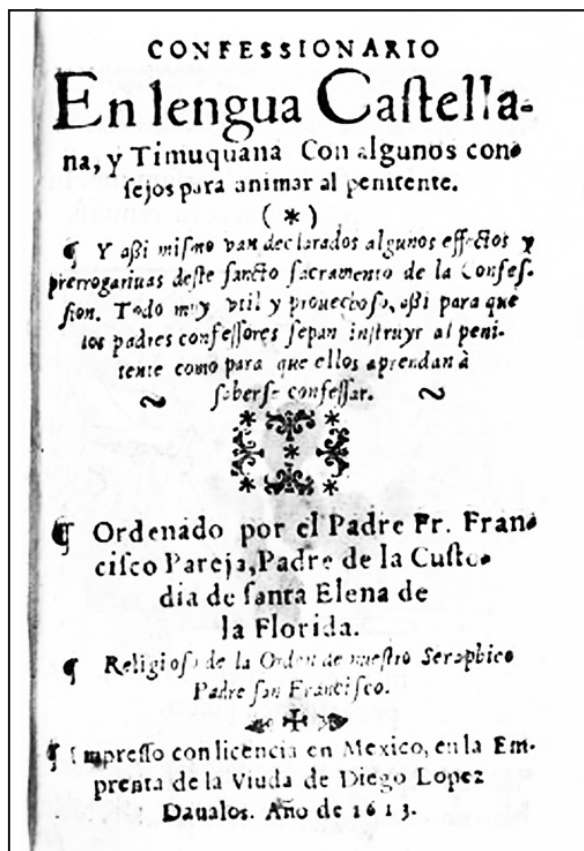 CONFESSIONARIO
En lengua Caſtella-
na, y Timuquana Con algunos con-
ſejos para animar al penitente.
(*)
¶ Y aßi miſmo van declarados algunos effectos y
prerrogatiuas deſte ſancto ſacramento de la Confeſ-
ſion. Todo muy vtil y prouechoſo, aßi para que
los padres confeſſores ſepan inſtruyr al peni-
tente como para que ellos aprendan à
ſaberſe confeſſar.
¶ Ordenado por el Padre Fr. Fran-
ciſco Pareja, Padre de la Cuſto-
dia de ſanta Elena de
la Florida.
¶ Religioſo de la Orden de nueſtro Seraphico
Padre ſan Franciſco.
¶ Impreſſo con licencia en Mexico, en la Em-
prenta de la Viuda de Diego Lopez
Daualos. Año de 1613.